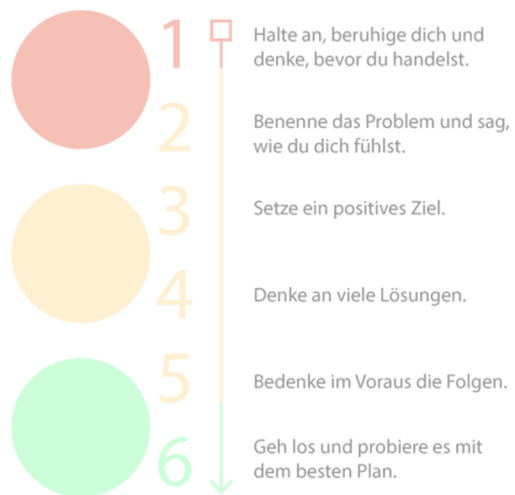 1
Halte an, beruhige dich und
denke, bevor du handelst.
2
Benenne das Problem und sag,
wie du dich fühlst.
3
Setze ein positives Ziel.
4
Denke an viele Lösungen.
5
Bedenke im Voraus die Folgen.
6
Geh los und probiere es mit
dem besten Plan.